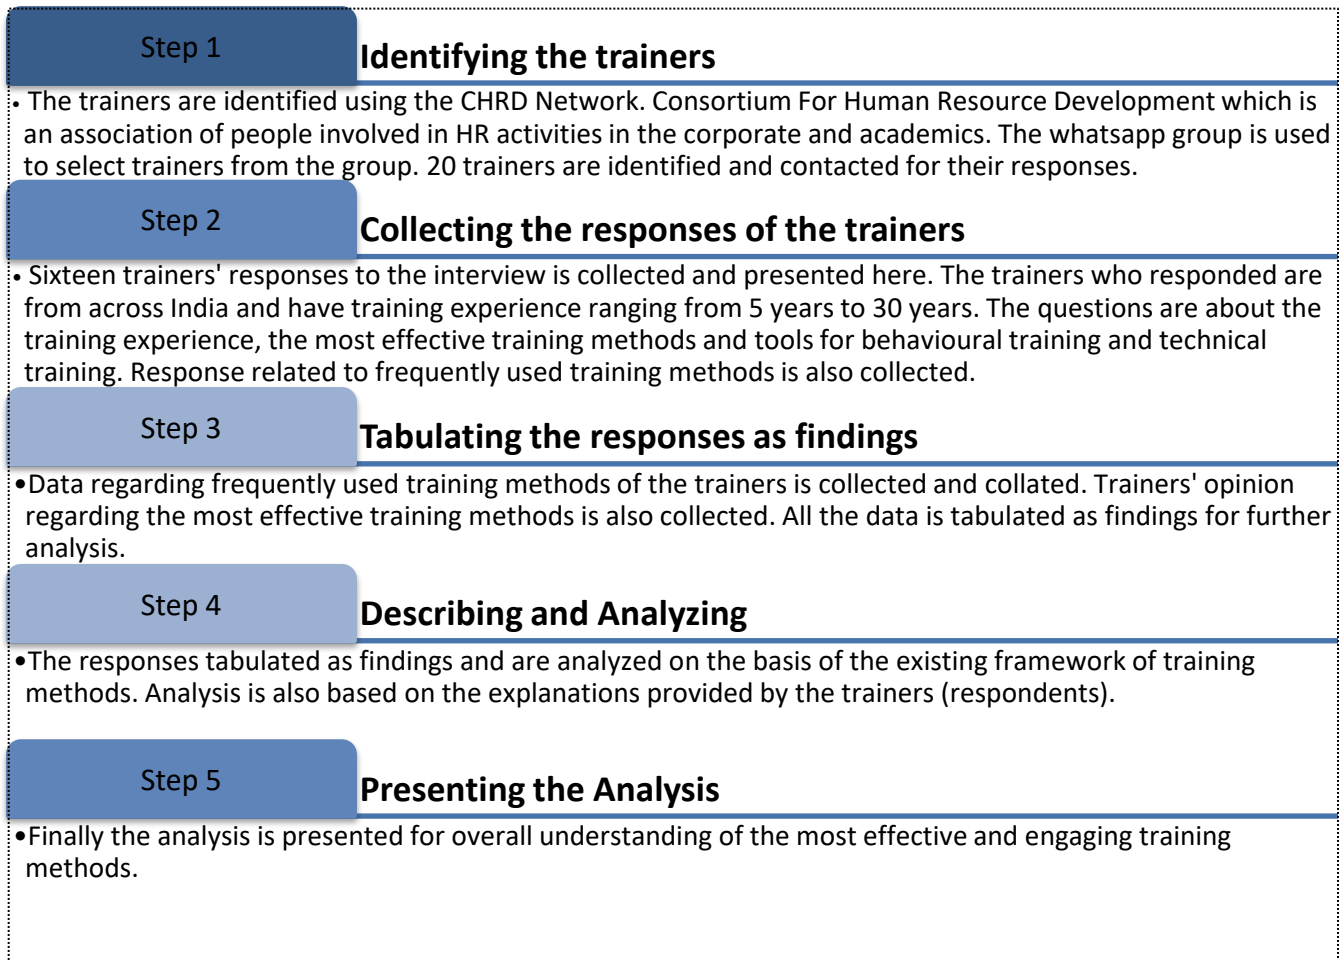 Step 1
Identifying the trainers
• The trainers are identified using the CHRD Network. Consortium For Human Resource Development which is
an association of people involved in HR activities in the corporate and academics. The whatsapp group is used
to select trainers from the group. 20 trainers are identified and contacted for their responses.
Step 2
Collecting the responses of the trainers
• Sixteen trainers' responses to the interview is collected and presented here. The trainers who responded are
from across India and have training experience ranging from 5 years to 30 years. The questions are about the
training experience, the most effective training methods and tools for behavioural training and technical
training. Response related to frequently used training methods is also collected.
Step 3
Tabulating the responses as findings
•Data regarding frequently used training methods of the trainers is collected and collated. Trainers' opinion
regarding the most effective training methods is also collected. All the data is tabulated as findings for further
analysis.
Step 4
Describing and Analyzing
•The responses tabulated as findings and are analyzed on the basis of the existing framework of training
methods. Analysis is also based on the explanations provided by the trainers (respondents).
Step 5
Presenting the Analysis
•Finally the analysis is presented for overall understanding of the most effective and engaging training
methods.